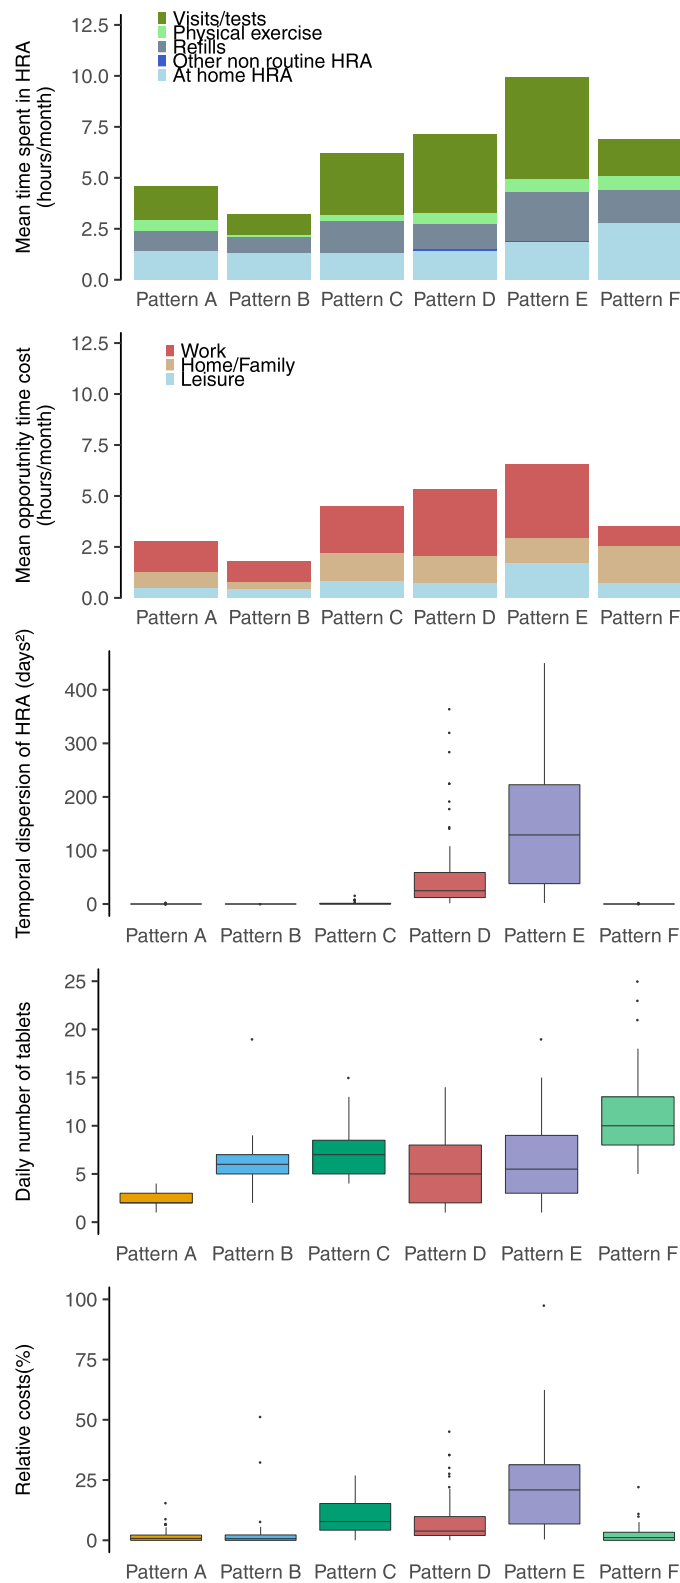 12.5
10.0
7.5
5.0
2.5
0.0
Mean time spent in HRA
(hours/month)
Visits/tests
Physical exercise
Refills
Other non routine HRA
At home HRA
Pattern A Pattern B Pattern C Pattern D Pattern E Pattern F
12.5
10.0
7.5
5.0
2.5
0.0
Mean opporutnity time cost
(hours/month)
Work
Home/Family
Leisure
Pattern A Pattern B Pattern C Pattern D Pattern E Pattern F
Temporal dispersion of HRA (days²)
400
300
200
100
0
Pattern A Pattern B Pattern C Pattern D Pattern E Pattern F
Daily number of tablets
25
20
15
10
5
0
Pattern A Pattern B Pattern C Pattern D Pattern E Pattern F
Relative costs(%)
100
75
50
25
0
Pattern A Pattern B Pattern C Pattern D Pattern E Pattern F